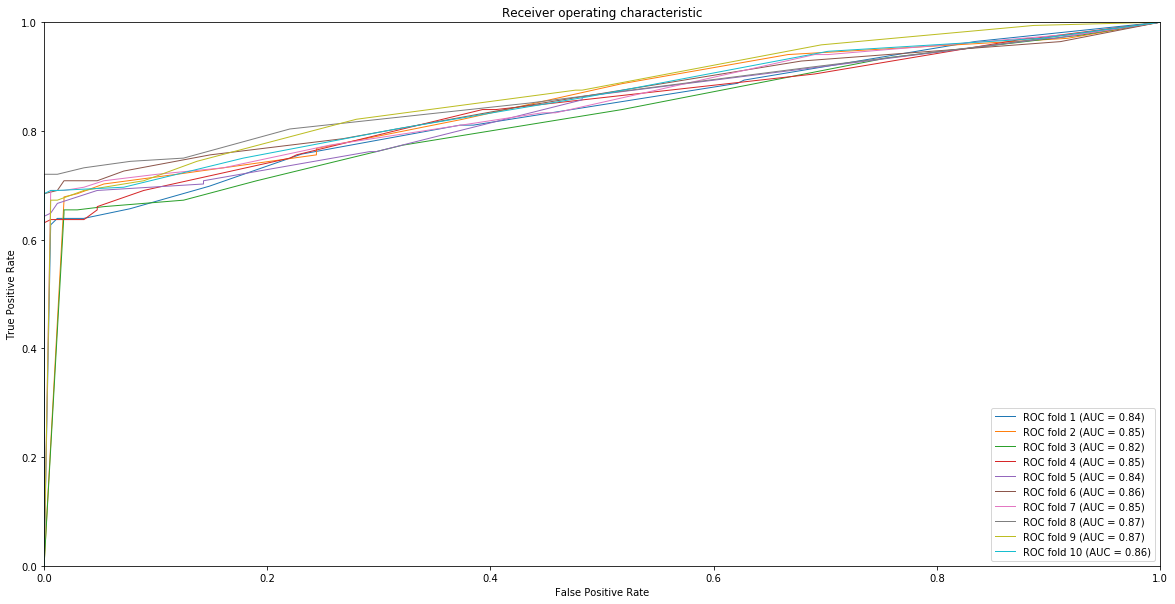 Receiver operating characteristic
1.0
0.8
0.6
0.4
0.2
0.0
True Positive Rate
ROC fold 1 (AUC = 0.84)
ROC fold 2 (AUC = 0.85)
ROC fold 3 (AUC = 0.82)
ROC fold 4 (AUC = 0.85)
ROC fold 5 (AUC = 0.84)
ROC fold 6 (AUC = 0.86)
ROC fold 7 (AUC = 0.85)
ROC fold 8 (AUC = 0.87)
ROC fold 9 (AUC = 0.87)
ROC fold 10 (AUC = 0.86)
0.0 0.2 0.4 0.6 0.8 1.0
False Positive Rate